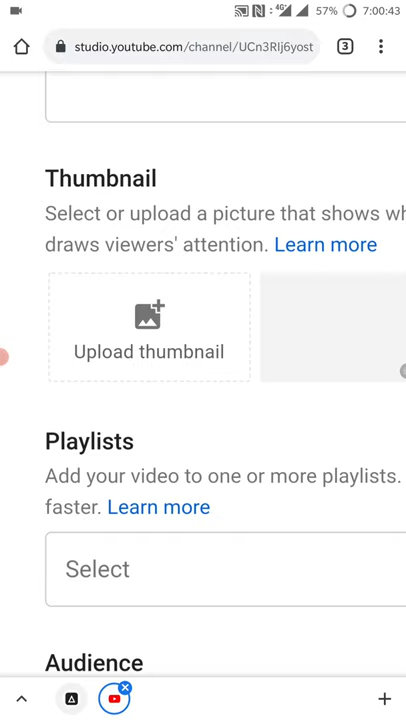 4G
57%
7:00:43
studio.youtube.com/channel/UCn3RIj6yost
3
Thumbnail
Select or upload a picture that shows wh
draws viewers' attention. Learn more
Upload thumbnail
Playlists
Add your video to one or more playlists.
faster. Learn more
Select
Audience